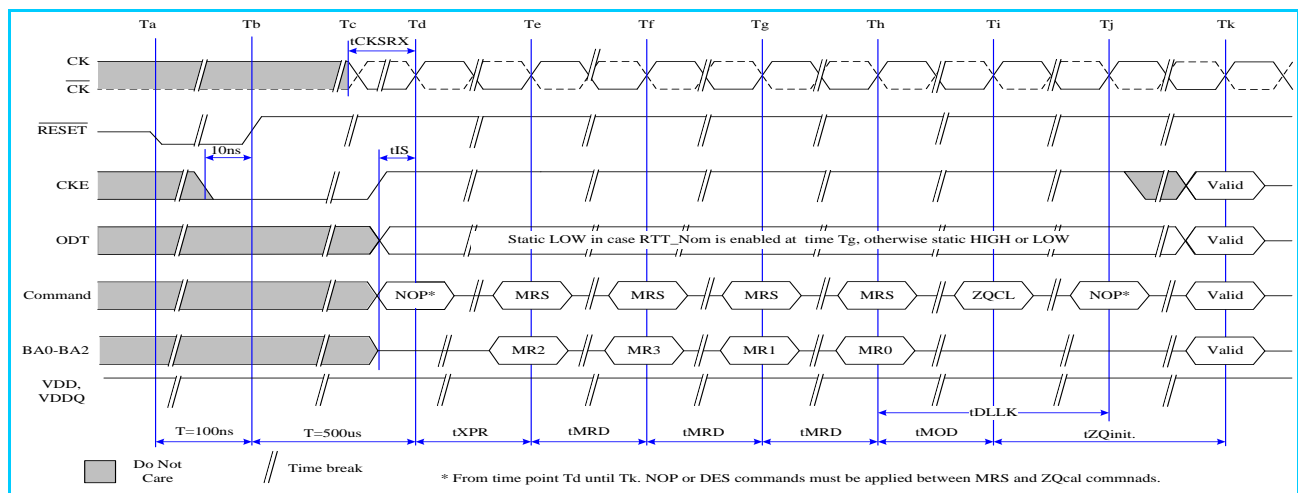 Ta Tb Tc Td Te Tf Tg Th Ti Tj Tk
tCKSRX
CK
CK
RESET
10ns tIS
CKE Valid
ODT Static LOW in case RTT_Nom is enabled at time Tg, otherwise static HIGH or LOW Valid
Command NOP* MRS MRS MRS MRS ZQCL NOP* Valid
BA0-BA2 MR2 MR3 MR1 MR0 Valid
VDD,
VDDQ
tDLLK
T=100ns T=500us tXPR tMRD tMRD tMRD tMOD tZQinit.
Do Not
Care
Time break
* From time point Td until Tk. NOP or DES commands must be applied between MRS and ZQcal commnads.